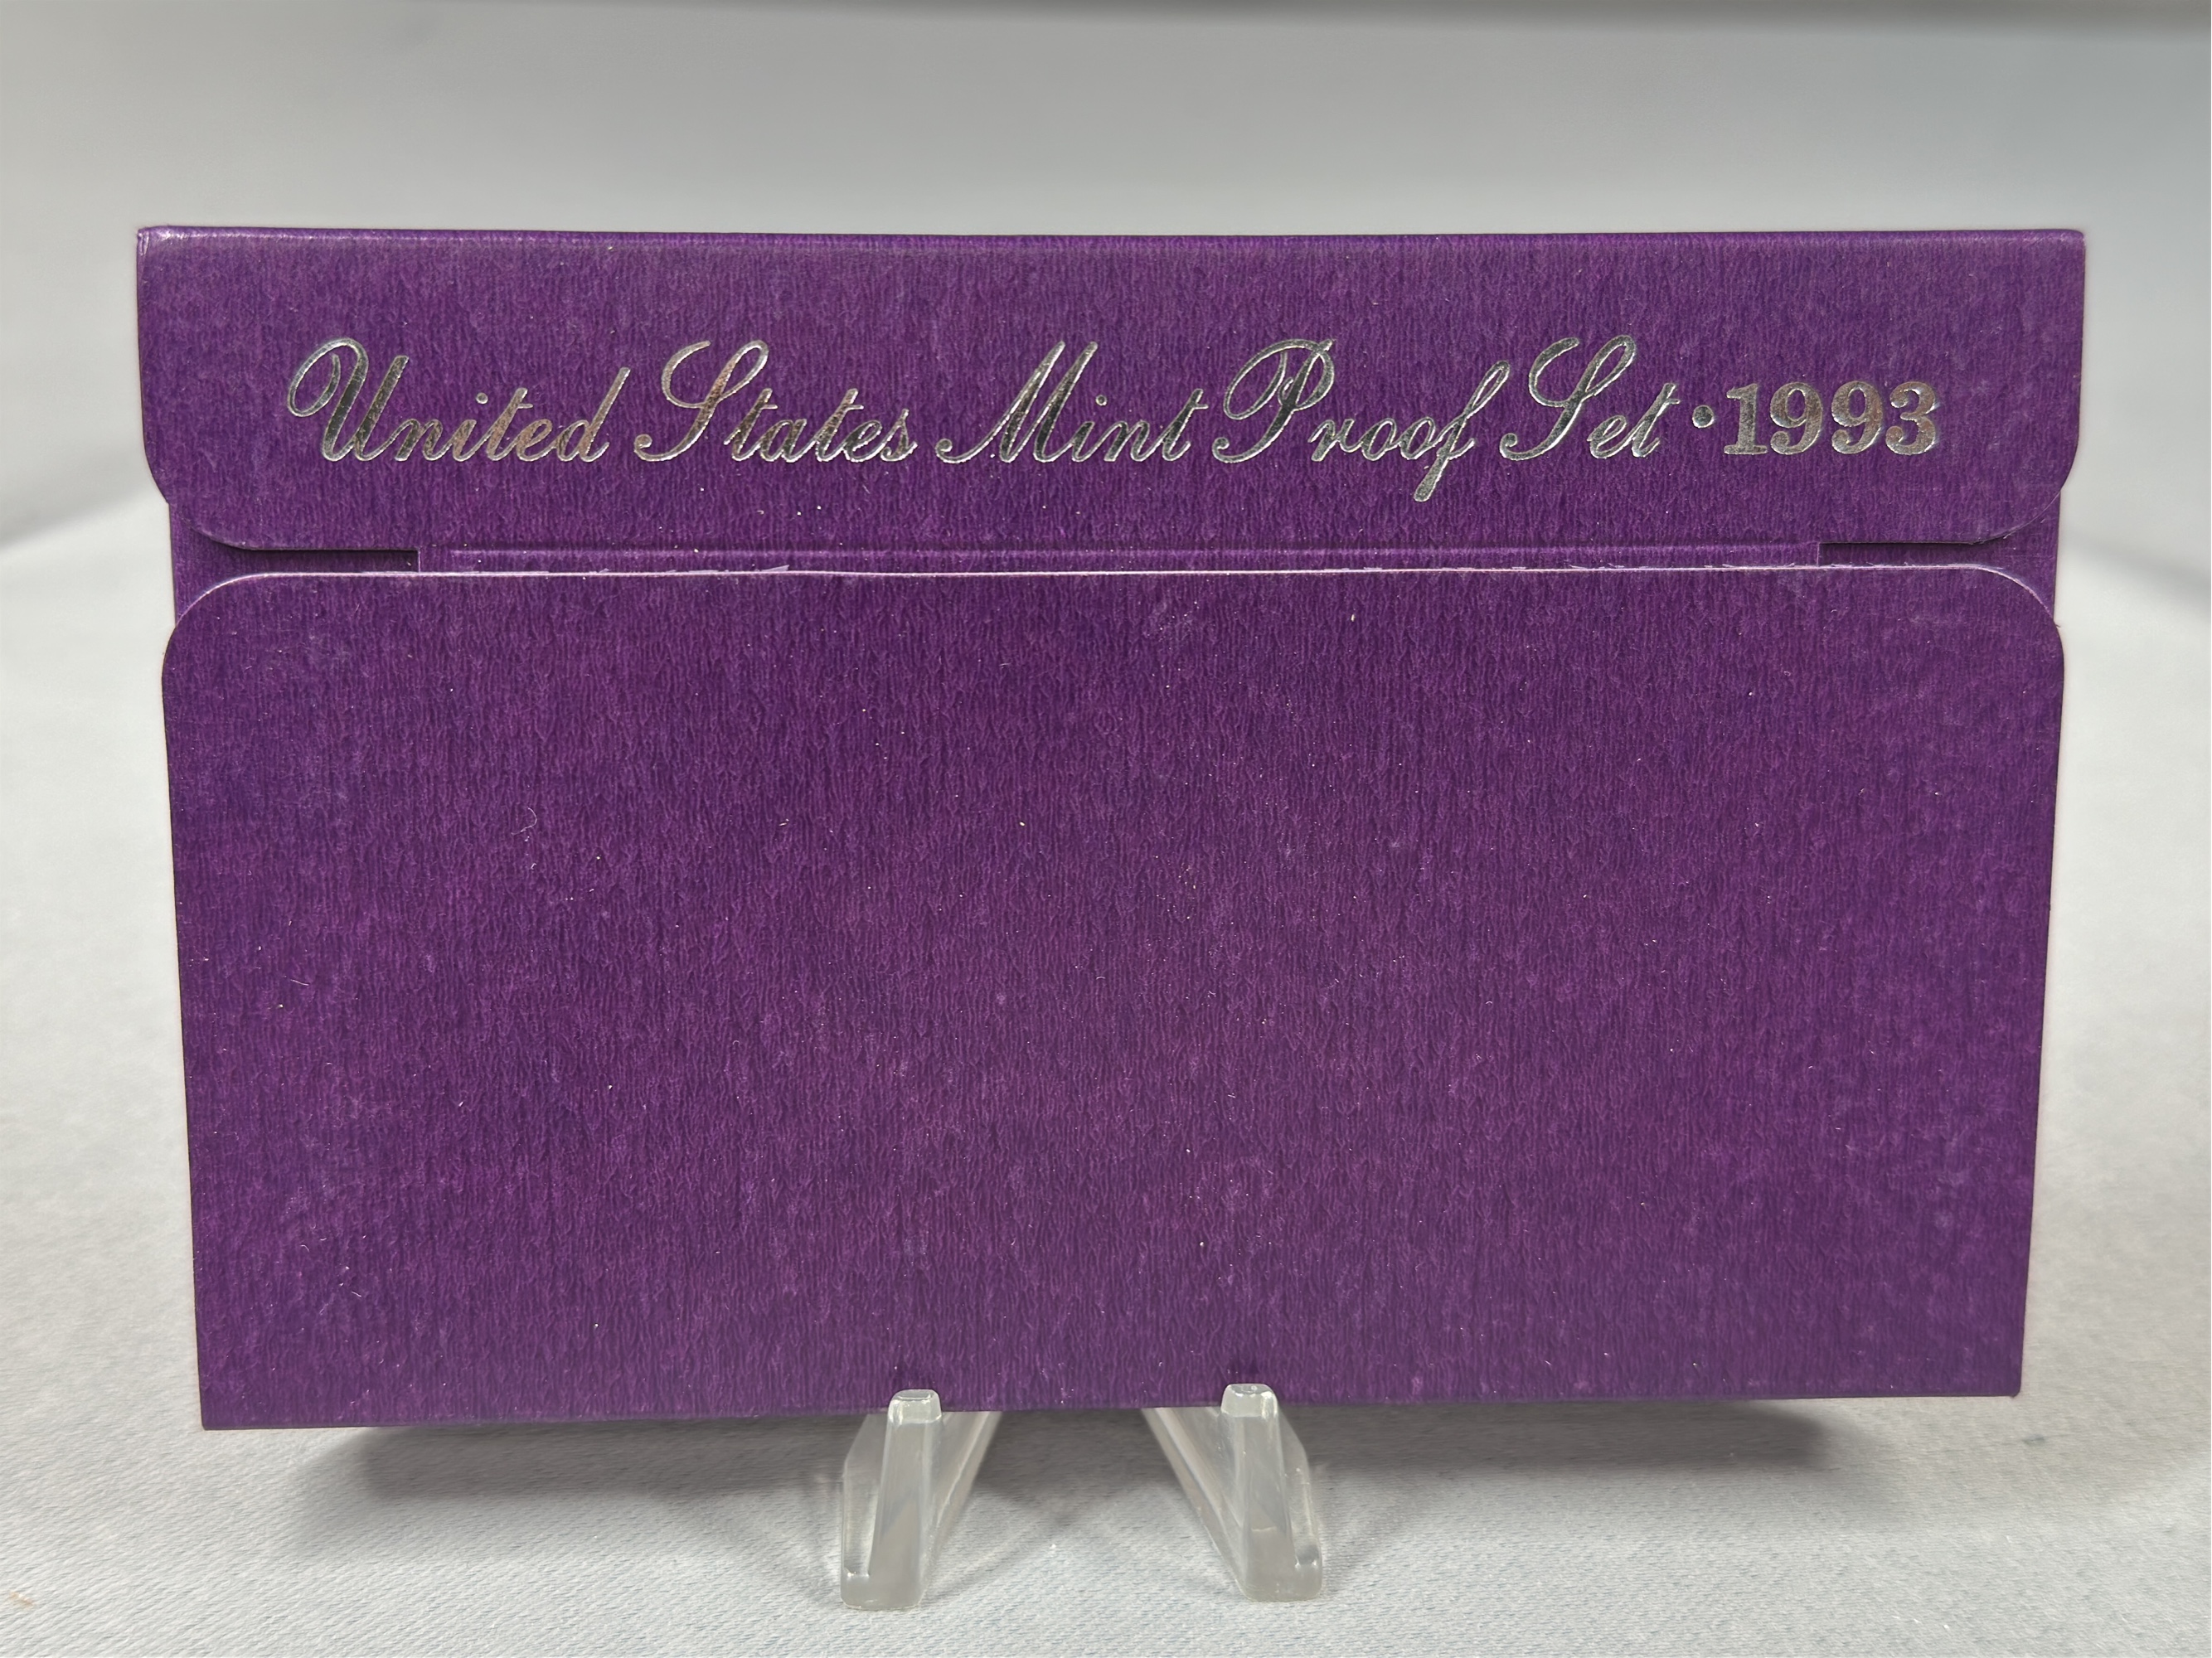 United States Mint Proof Set · 1993